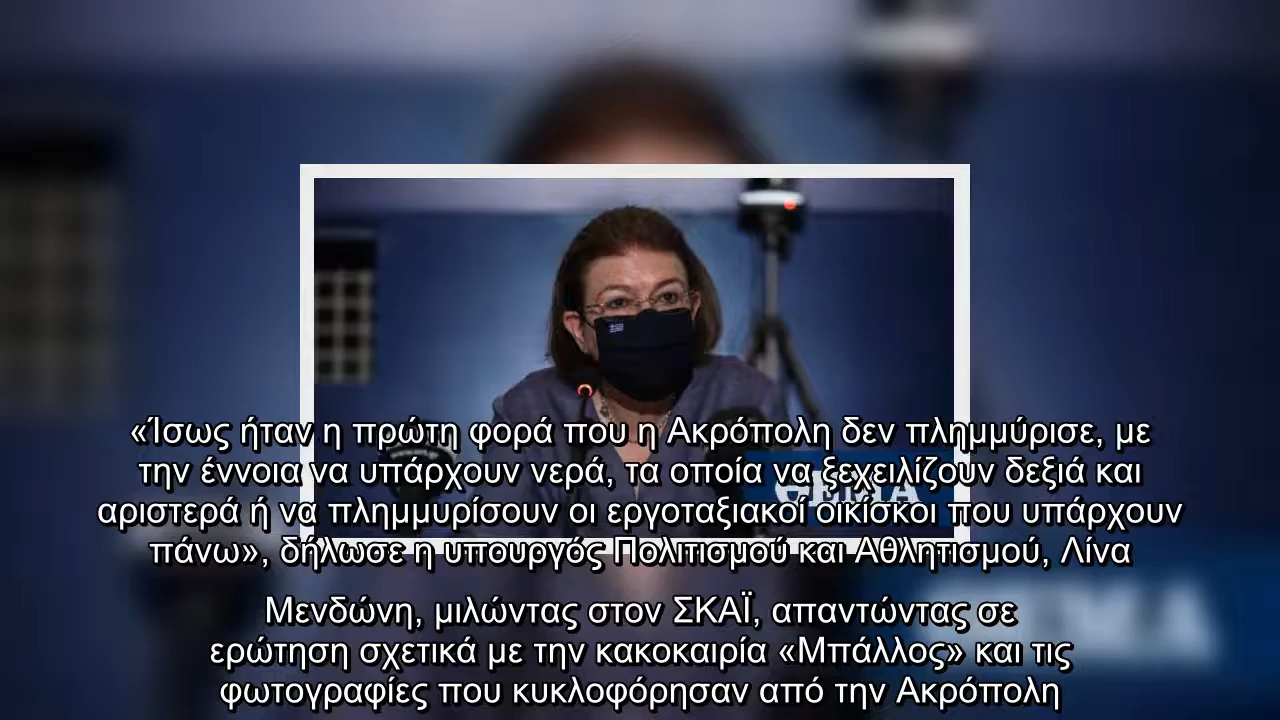 «Ίσως ήταν η πρώτη φορά που η Ακρόπολη δεν πλημμύρισε, με
την έννοια να υπάρχουν νερά, τα οποία να ξεχειλίζουν δεξιά και
αριστερά ή να πλημμυρίσουν οι εργοταξιακοί οικίσκοι που υπάρχουν
πάνω», δήλωσε η υπουργός Πολιτισμού και Αθλητισμού, Λίνα
Μενδώνη, μιλώντας στον ΣΚΑΪ, απαντώντας σε
ερώτηση σχετικά με την κακοκαιρία «Μπάλλος» και τις
φωτογραφίες που κυκλοφόρησαν από την Ακρόπολη
ΘΕΜΑ